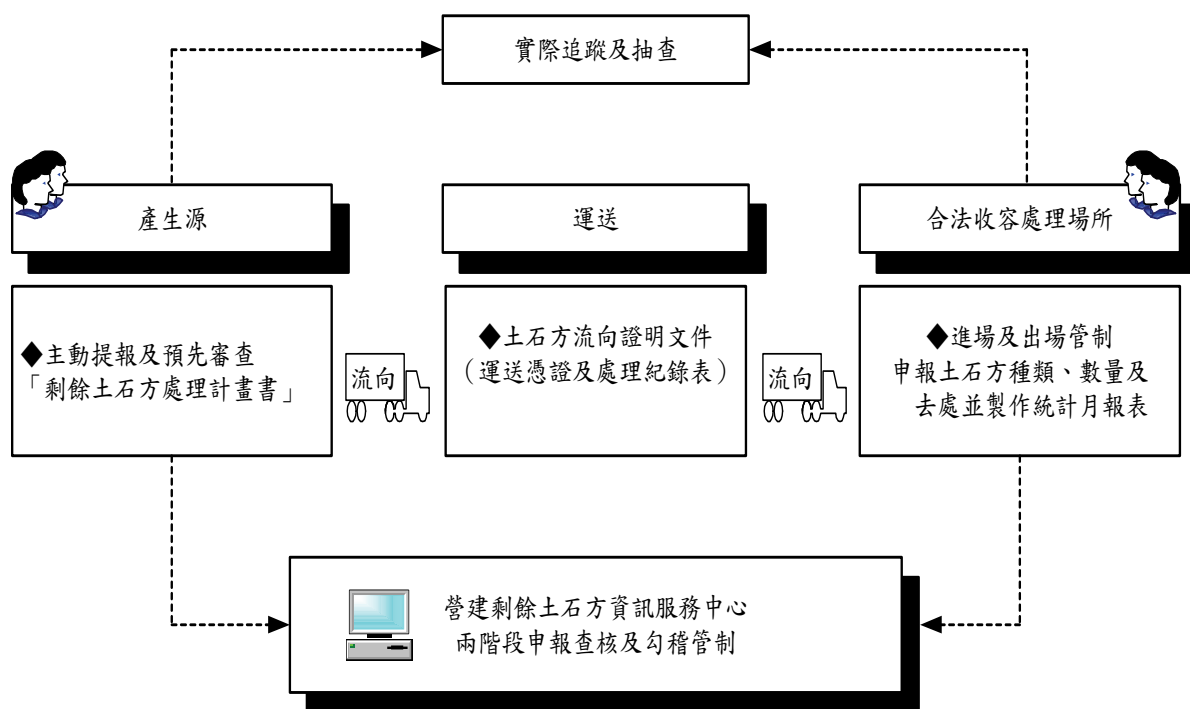 實際追蹤及抽查
產生源
運送
合法收容處理場所
◆主動提報及預先審查
「剩餘土石方處理計畫書」
流向
◆土石方流向證明文件
（運送憑證及處理紀錄表）
流向
◆進場及出場管制
申報土石方種類、數量及
去處並製作統計月報表
營建剩餘土石方資訊服務中心
兩階段申報查核及勾稽管制